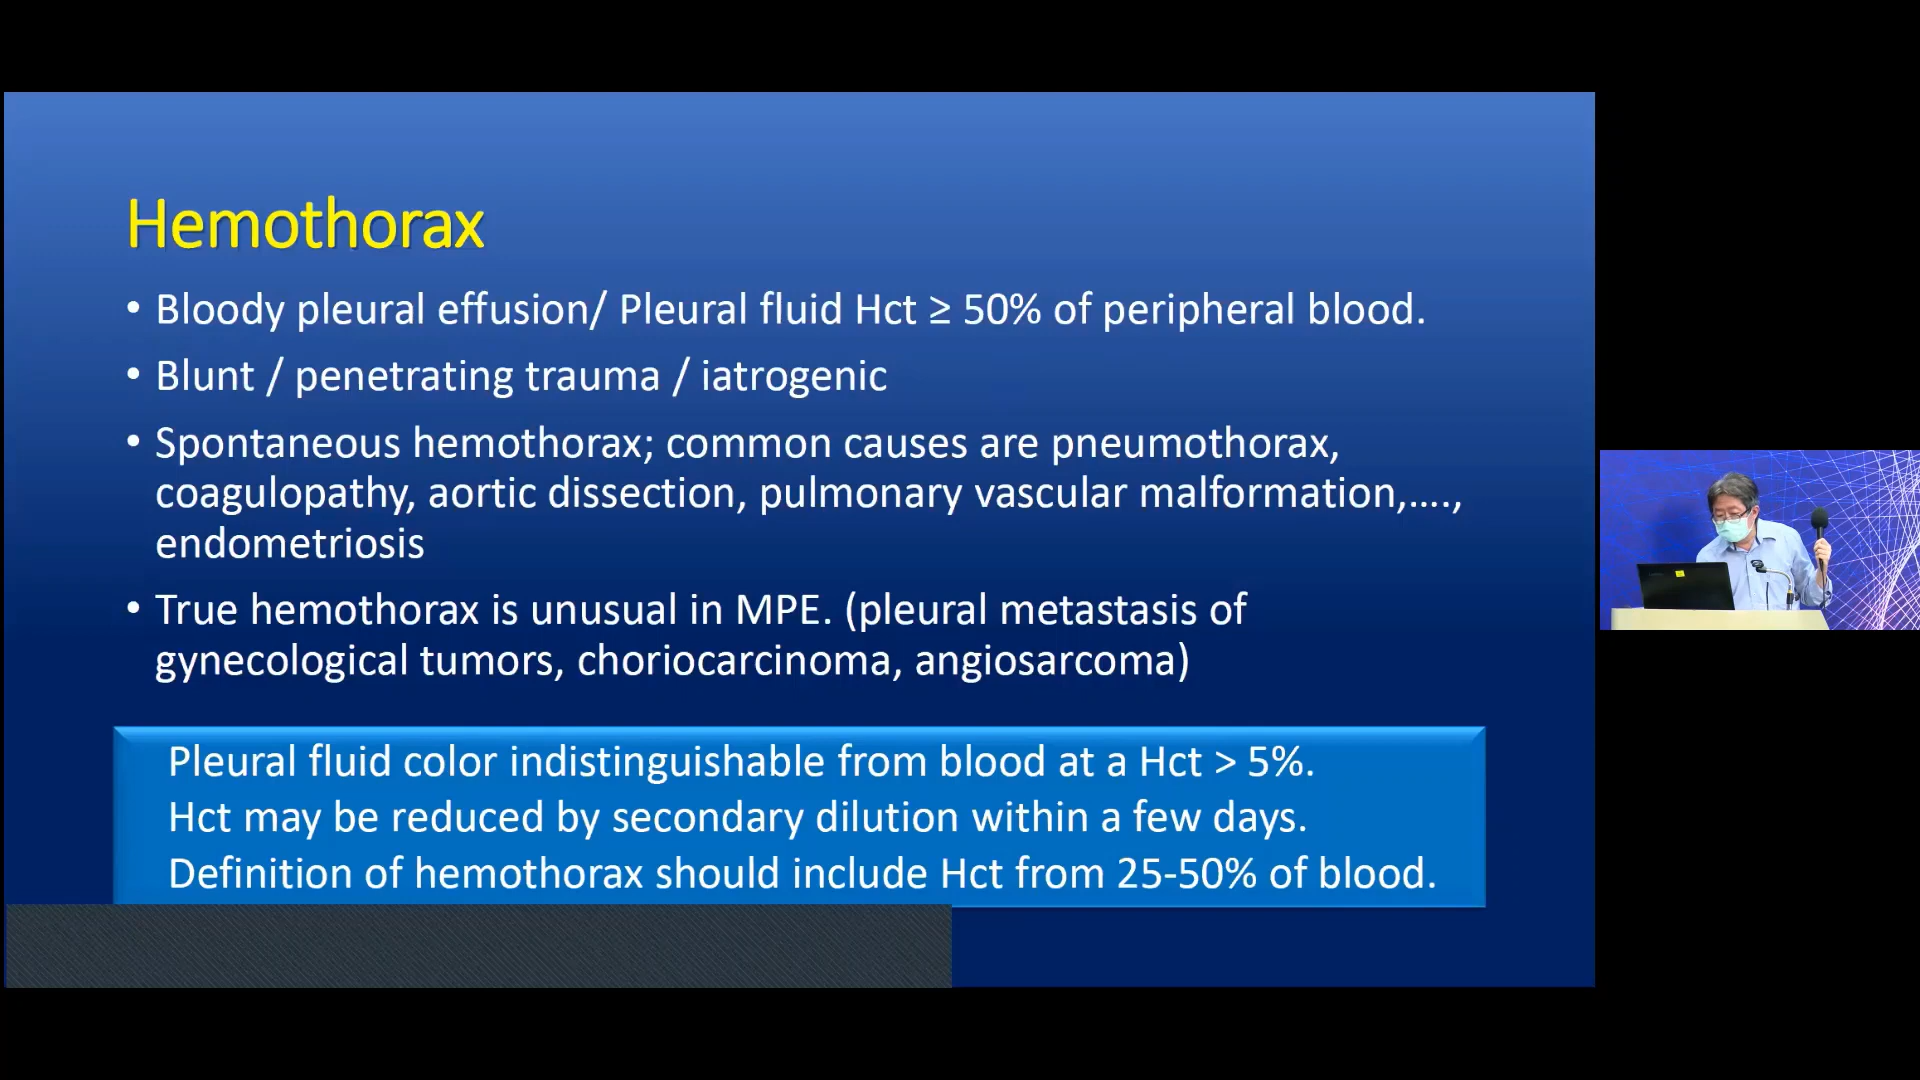 Hemothorax
• Bloody pleural effusion/ Pleural fluid Hct ≥ 50% of peripheral blood.
• Blunt / penetrating trauma / iatrogenic
• Spontaneous hemothorax; common causes are pneumothorax,
coagulopathy, aortic dissection, pulmonary vascular malformation,....,
endometriosis
• True hemothorax is unusual in MPE. (pleural metastasis of
gynecological tumors, choriocarcinoma, angiosarcoma)
Pleural fluid color indistinguishable from blood at a Hct > 5%.
Hct may be reduced by secondary dilution within a few days.
Definition of hemothorax should include Hct from 25-50% of blood.